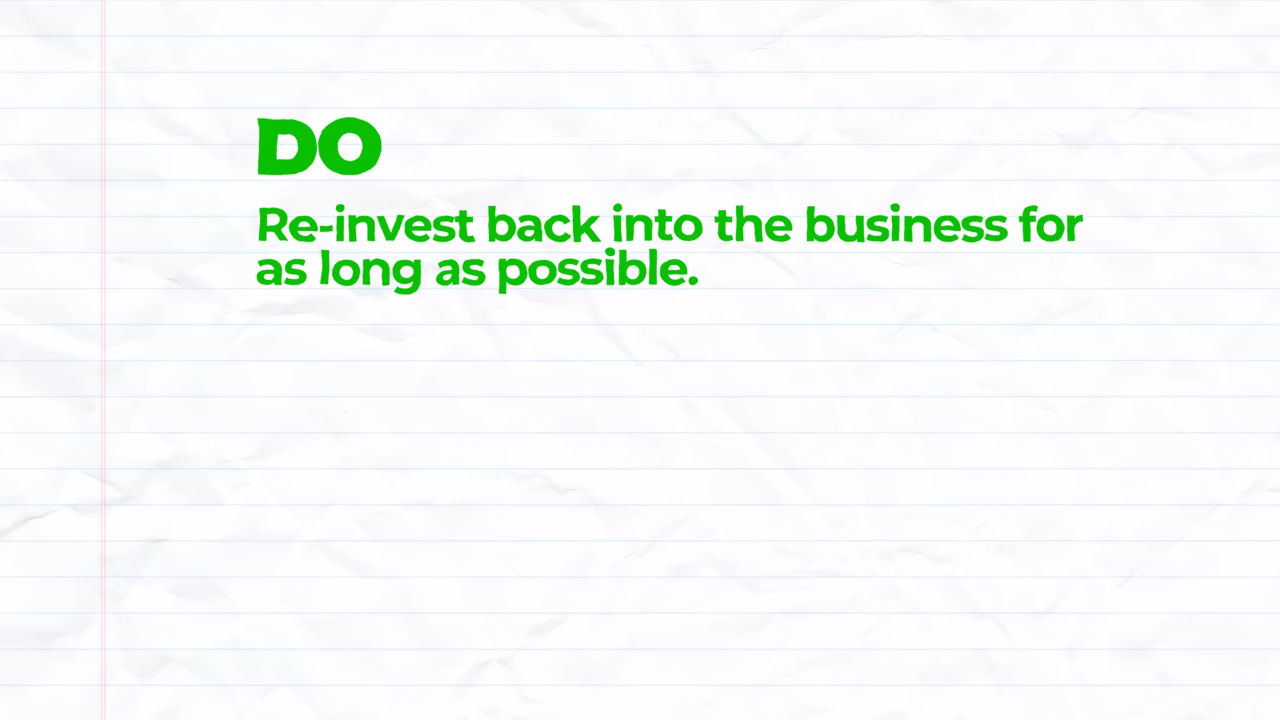 DO
Re-invest back into the business for
as long as possible.